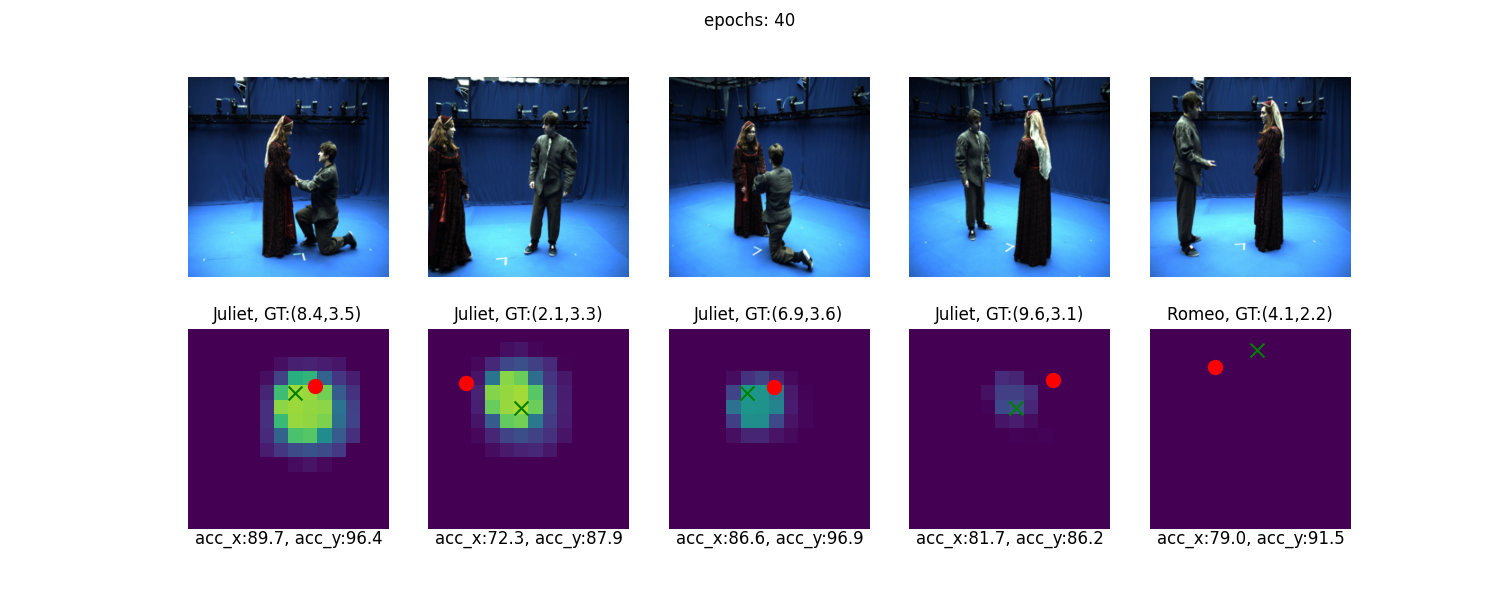 epochs: 40
Juliet, GT:(8.4,3.5)
Juliet, GT:(2.1,3.3)
Juliet, GT:(6.9,3.6)
Juliet, GT:(9.6,3.1)
Romeo, GT:(4.1,2.2)
acc_x:89.7, acc_y:96.4
acc_x:72.3, acc_y:87.9
acc_x:86.6, acc_y:96.9
acc_x:81.7, acc_y:86.2
acc_x:79.0, acc_y:91.5